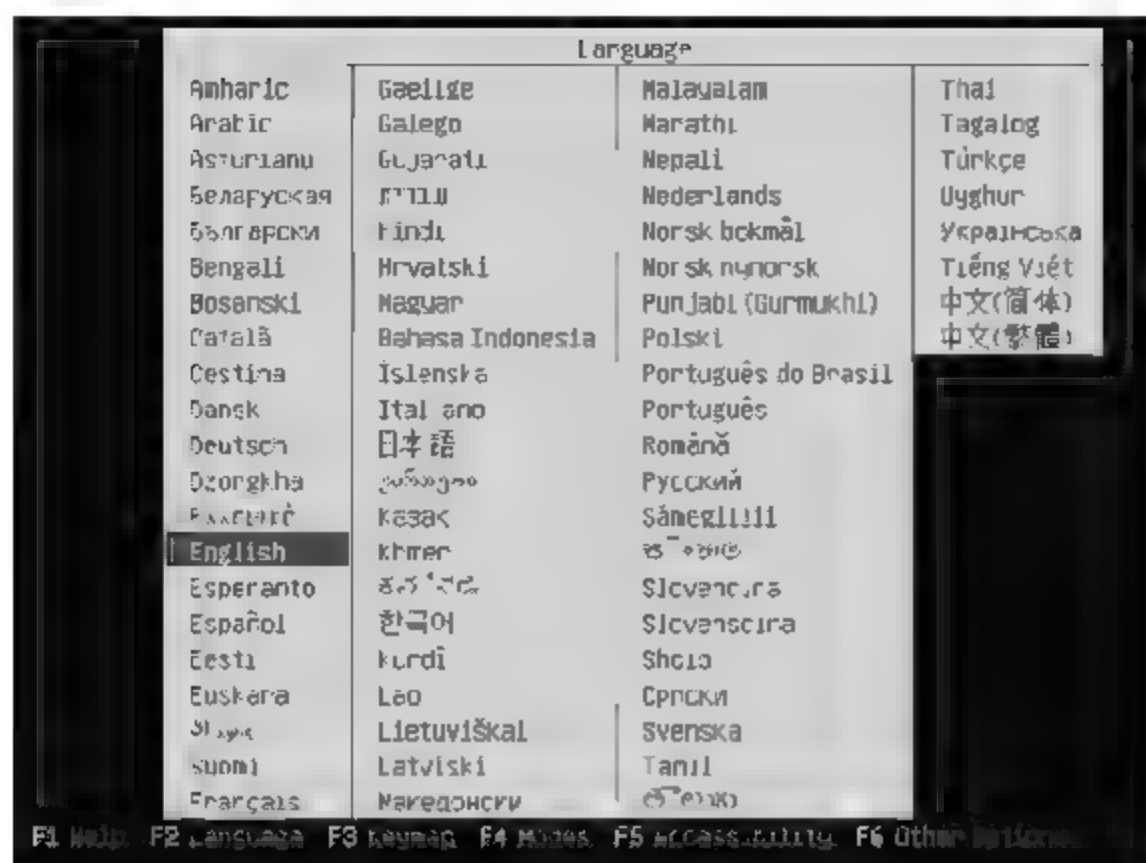 Language
Amharic
Arabic
Asturianu
Беларуская
Български
Bengali
Bosanski
Català
Čeština
Dansk
Deutsch
Dzongkha
Ελληνικά
English
Esperanto
Español
Eesti
Euskara
Suomi
Français
Gaeilge
Galego
Gujarati
עברית
Hindi
Hrvatski
Magyar
Bahasa Indonesia
Íslenska
Italiano
日本語
Қазақ
Khmer
한국어
Kurdî
Lao
Lietuviškai
Latviski
Македонски
Malayalam
Marathi
Nepali
Nederlands
Norsk bokmål
Norsk nynorsk
Punjabi (Gurmukhi)
Polski
Português do Brasil
Português
Română
Русский
Sámegillii
Slovenčina
Slovenščina
Shqip
Српски
Svenska
Tamil
Thai
Tagalog
Türkçe
Uyghur
Українська
Tiếng Việt
中文(简体)
中文(繁體)
F1 Help F2 Language F3 Keymap F4 Modes F5 Accessibility F6 Other Options